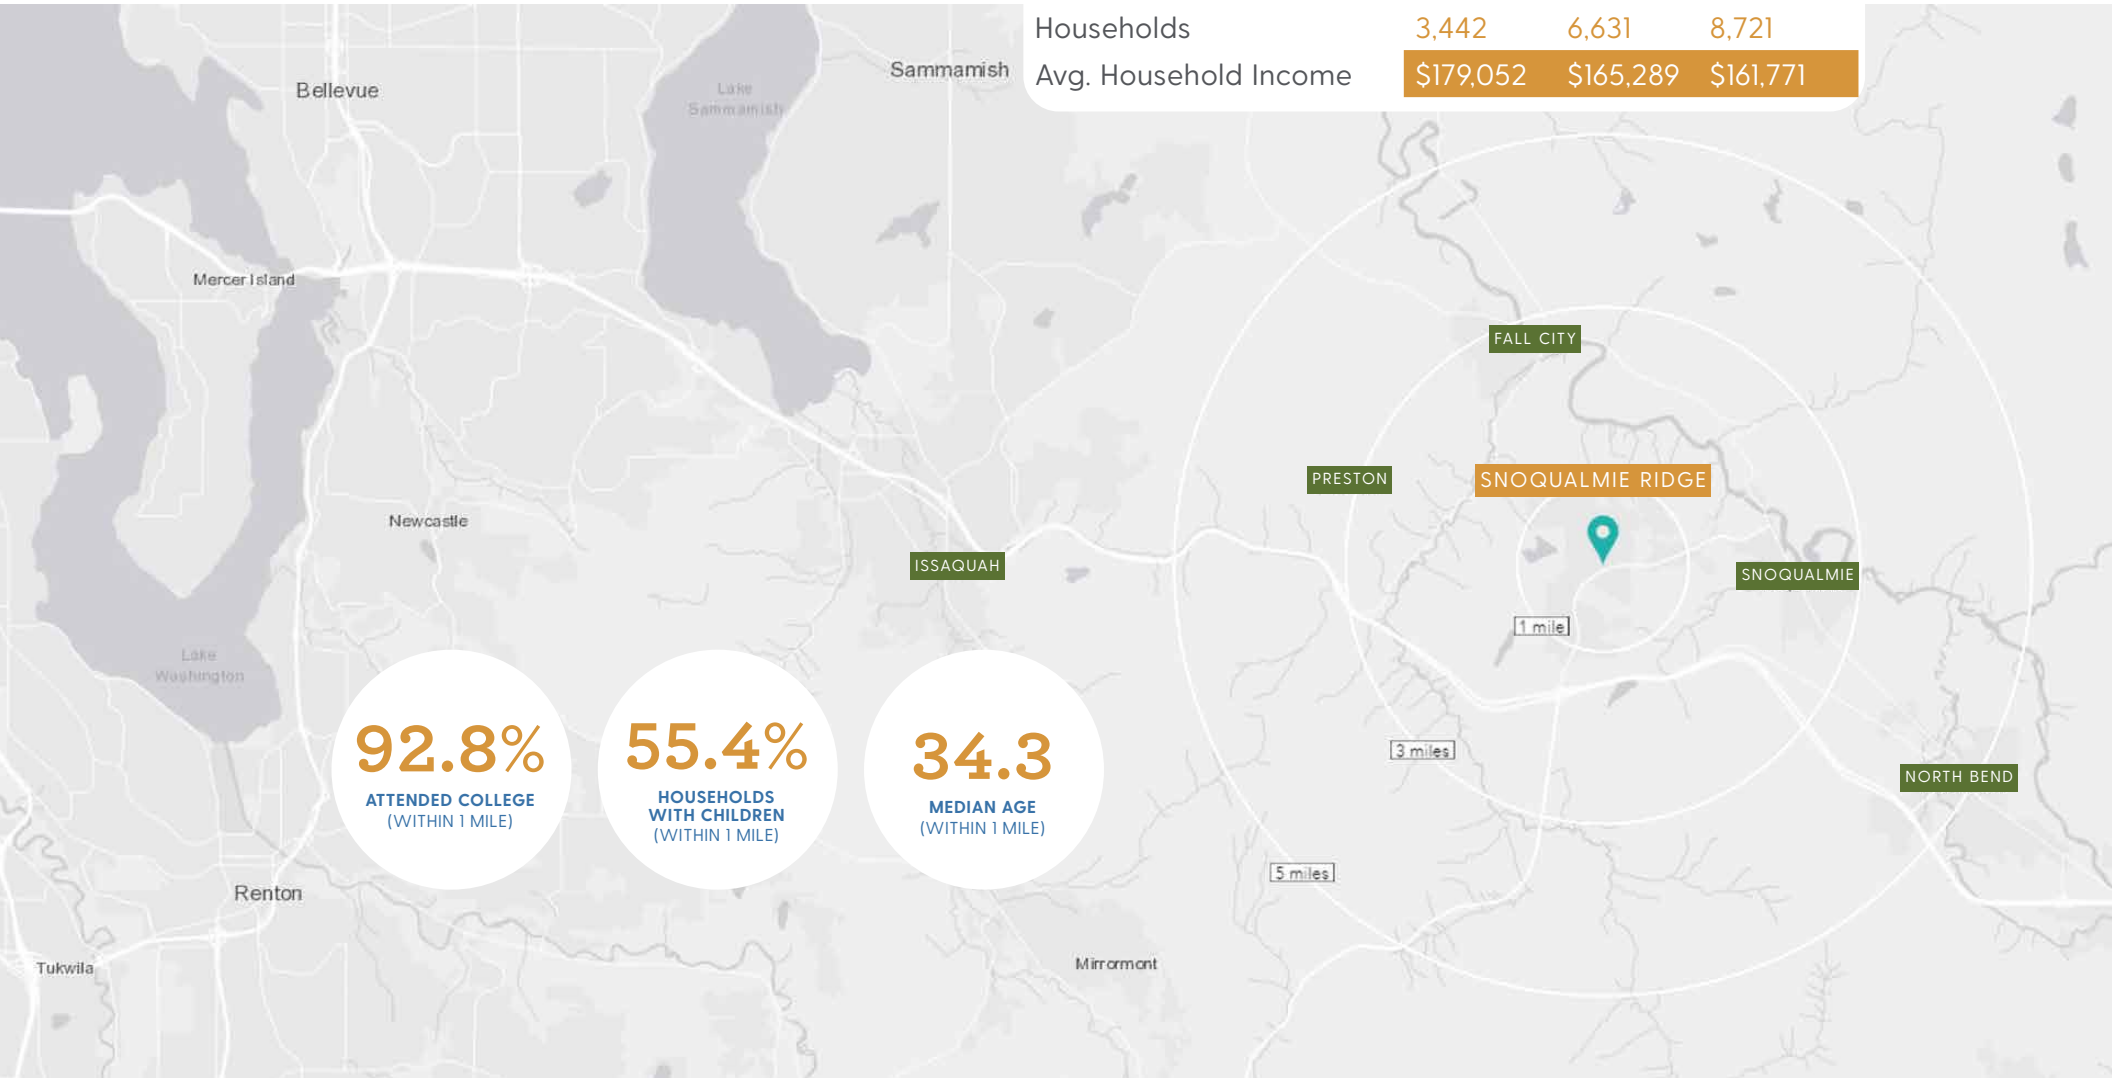 Households 3,442 6,631 8,721
Avg. Household Income $179,052 $165,289 $161,771
Sammamish
Bellevue
Lake
Sammamish
Mercer Island
FALL CITY
PRESTON
SNOQUALMIE RIDGE
Newcastle
ISSAQUAH
SNOQUALMIE
1 mile
Lake
Washington
3 miles
NORTH BEND
92.8%
ATTENDED COLLEGE
(WITHIN 1 MILE)
55.4%
HOUSEHOLDS
WITH CHILDREN
(WITHIN 1 MILE)
34.3
MEDIAN AGE
(WITHIN 1 MILE)
5 miles
Renton
Mirrormont
Tukwila